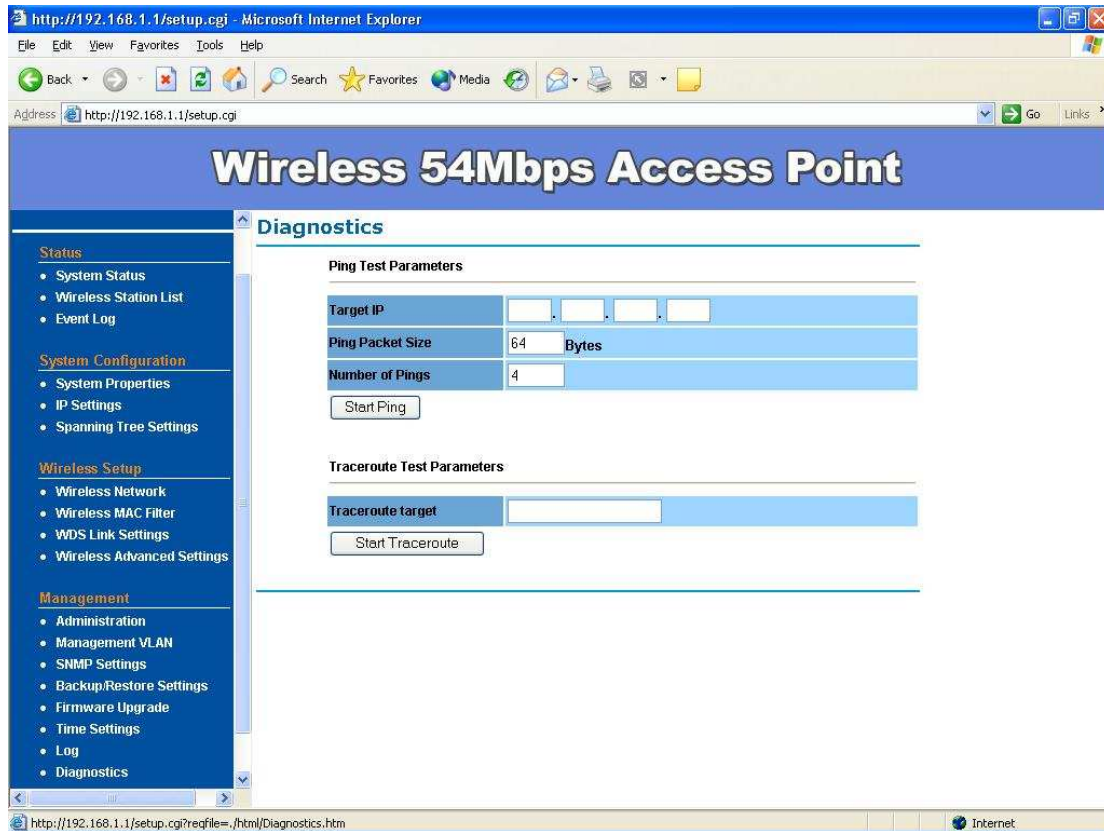 http://192.168.1.1/setup.cgi - Microsoft Internet Explorer
File Edit View Favorites Tools Help
Back Search Favorites Media
Address http://192.168.1.1/setup.cgi Go Links »
Wireless 54Mbps Access Point
Status
• System Status
• Wireless Station List
• Event Log
System Configuration
• System Properties
• IP Settings
• Spanning Tree Settings
Wireless Setup
• Wireless Network
• Wireless MAC Filter
• WDS Link Settings
• Wireless Advanced Settings
Management
• Administration
• Management VLAN
• SNMP Settings
• Backup/Restore Settings
• Firmware Upgrade
• Time Settings
• Log
• Diagnostics
Diagnostics
Ping Test Parameters
Target IP . . .
Ping Packet Size 64 Bytes
Number of Pings 4
Start Ping
Traceroute Test Parameters
Traceroute target
Start Traceroute
http://192.168.1.1/setup.cgi?reqfile=./html/Diagnostics.htm Internet